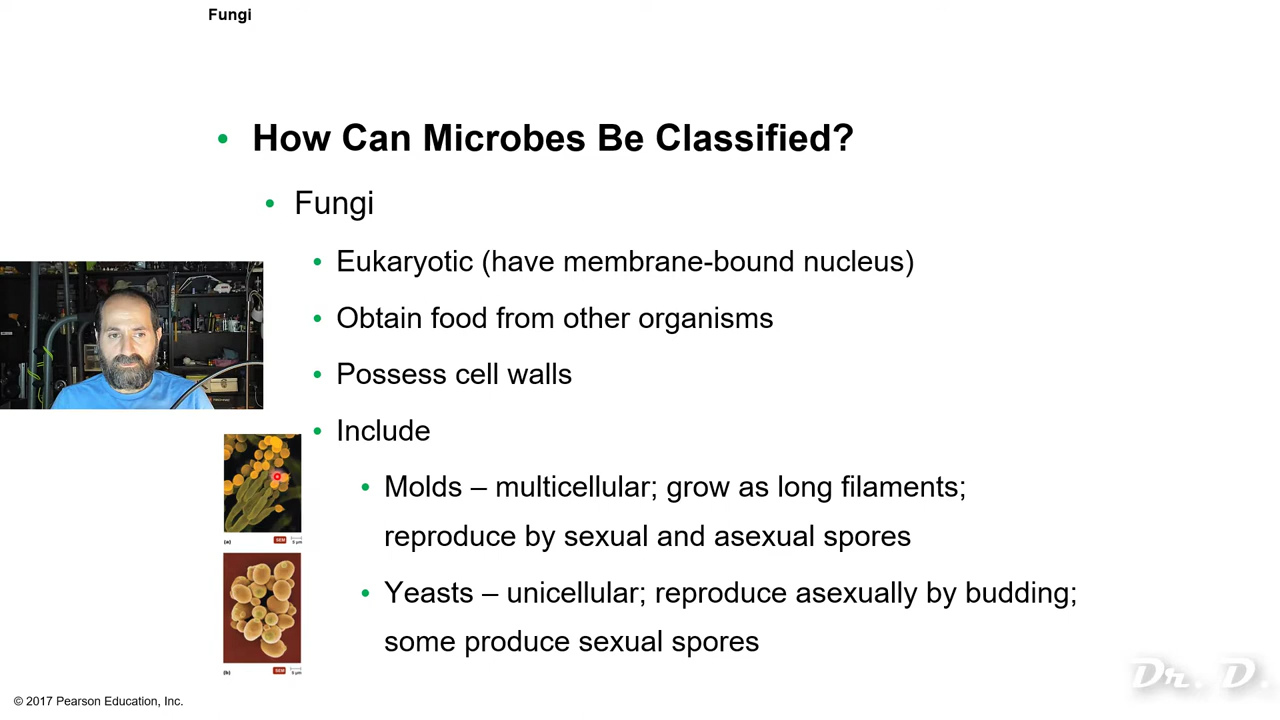 Fungi
• How Can Microbes Be Classified?
• Fungi
• Eukaryotic (have membrane-bound nucleus)
• Obtain food from other organisms
• Possess cell walls
• Include
• Molds – multicellular; grow as long filaments;
reproduce by sexual and asexual spores
(a) SEM
• Yeasts – unicellular; reproduce asexually by budding;
some produce sexual spores
(b) SEM
Dr. D.
© 2017 Pearson Education, Inc.